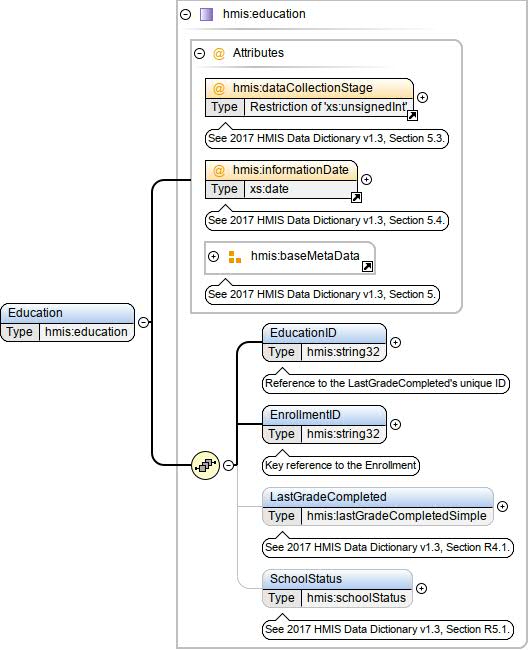 hmis:education
@ Attributes
@ hmis:dataCollectionStage
Type Restriction of 'xs:unsignedInt'
See 2017 HMIS Data Dictionary v1.3, Section 5.3.
@ hmis:informationDate
Type xs:date
See 2017 HMIS Data Dictionary v1.3, Section 5.4.
hmis:baseMetaData
See 2017 HMIS Data Dictionary v1.3, Section 5.
Education
Type hmis:education
EducationID
Type hmis:string32
Reference to the LastGradeCompleted's unique ID
EnrollmentID
Type hmis:string32
Key reference to the Enrollment
LastGradeCompleted
Type hmis:lastGradeCompletedSimple
See 2017 HMIS Data Dictionary v1.3, Section R4.1.
SchoolStatus
Type hmis:schoolStatus
See 2017 HMIS Data Dictionary v1.3, Section R5.1.